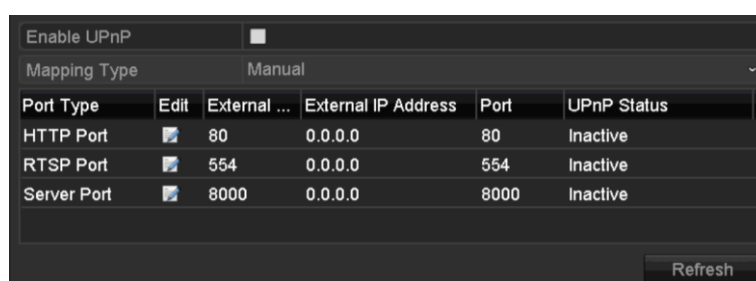 Enable UPnP
Mapping Type Manual
Port Type Edit External ... External IP Address Port UPnP Status
HTTP Port 80 0.0.0.0 80 Inactive
RTSP Port 554 0.0.0.0 554 Inactive
Server Port 8000 0.0.0.0 8000 Inactive
Refresh